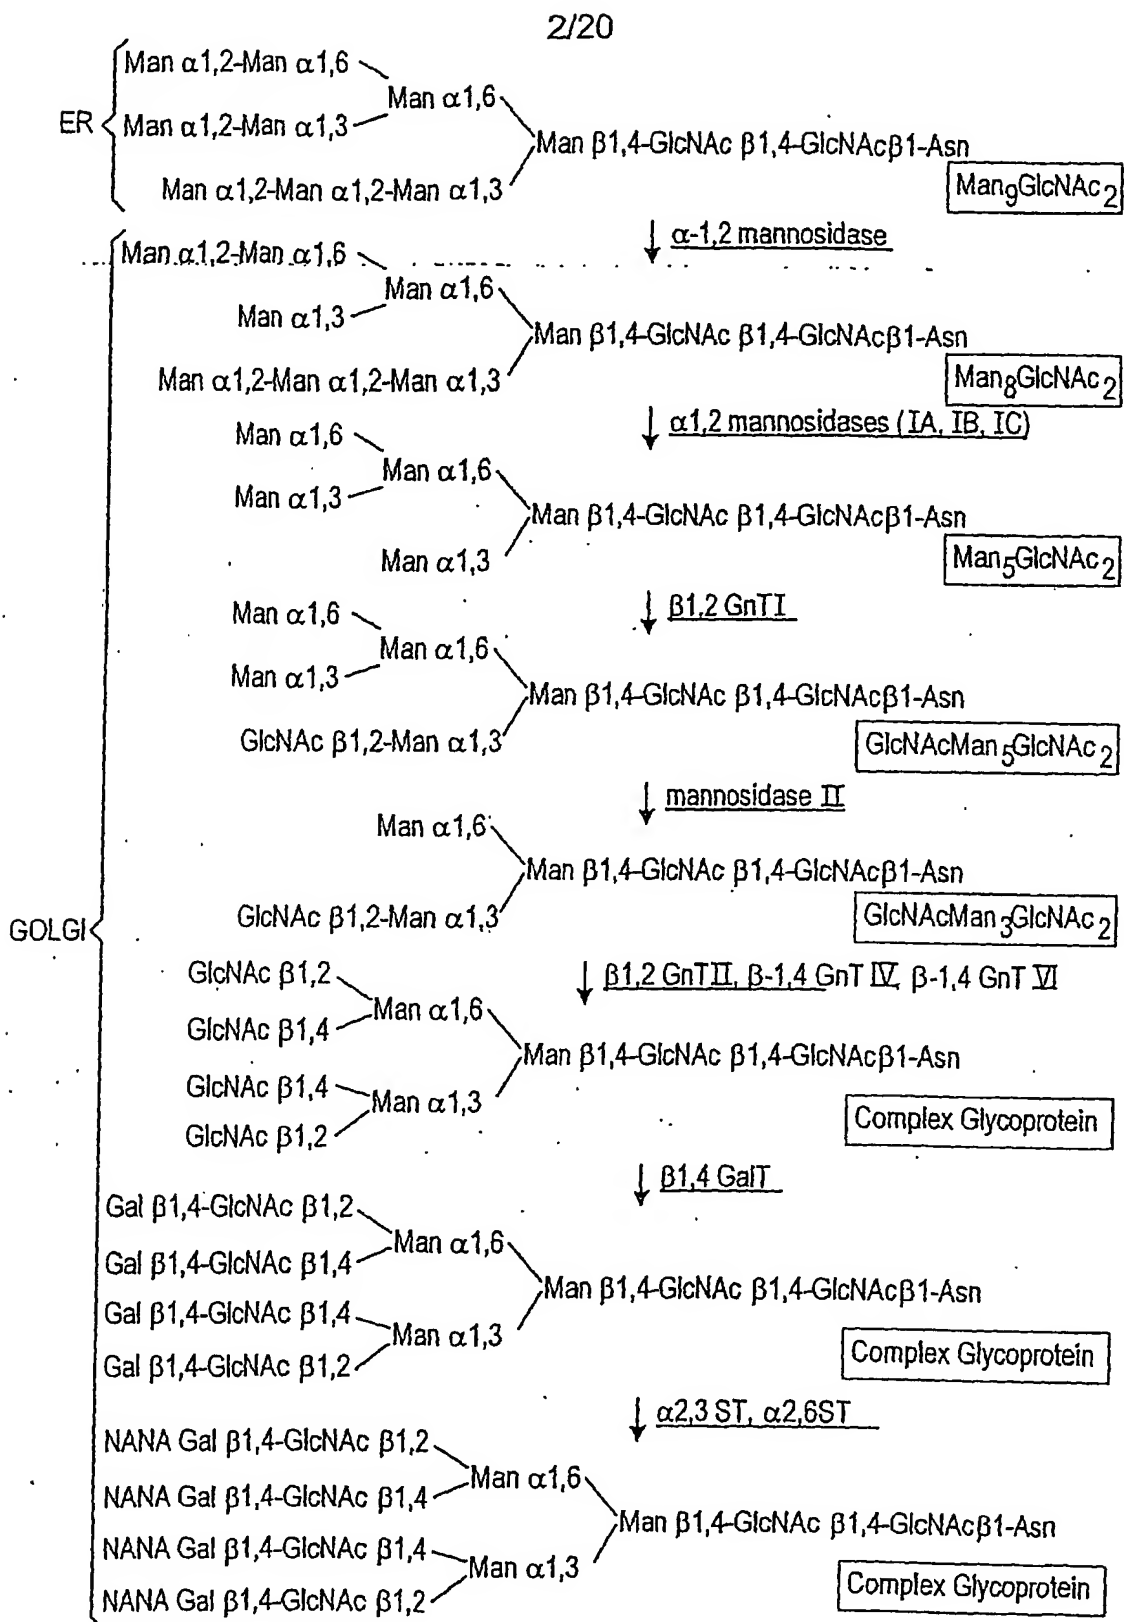 2/20
Man α1,2-Man α1,6
Man α1,6
ER
Man α1,2-Man α1,3
Man β1,4-GlcNAc β1,4-GlcNAcβ1-Asn
Man α1,2-Man α1,2-Man α1,3
Man9GlcNAc2
α-1,2 mannosidase
Man α1,2-Man α1,6
Man α1,6
Man α1,3
Man β1,4-GlcNAc β1,4-GlcNAcβ1-Asn
Man α1,2-Man α1,2-Man α1,3
Man8GlcNAc2
α1,2 mannosidases (IA, IB, IC)
Man α1,6
Man α1,6
Man α1,3
Man β1,4-GlcNAc β1,4-GlcNAcβ1-Asn
Man α1,3
Man5GlcNAc2
β1,2 GnTI
Man α1,6
Man α1,6
Man α1,3
Man β1,4-GlcNAc β1,4-GlcNAcβ1-Asn
GlcNAc β1,2-Man α1,3
GlcNAcMan5GlcNAc2
mannosidase II
Man α1,6
Man β1,4-GlcNAc β1,4-GlcNAcβ1-Asn
GlcNAc β1,2-Man α1,3
GlcNAcMan3GlcNAc2
GOLGI
β1,2 GnTII, β-1,4 GnT IV, β-1,4 GnT VI
GlcNAc β1,2
Man α1,6
GlcNAc β1,4
Man β1,4-GlcNAc β1,4-GlcNAcβ1-Asn
GlcNAc β1,4
Man α1,3
GlcNAc β1,2
Complex Glycoprotein
β1,4 GalT
Gal β1,4-GlcNAc β1,2
Man α1,6
Gal β1,4-GlcNAc β1,4
Man β1,4-GlcNAc β1,4-GlcNAcβ1-Asn
Gal β1,4-GlcNAc β1,4
Man α1,3
Gal β1,4-GlcNAc β1,2
Complex Glycoprotein
α2,3 ST, α2,6ST
NANA Gal β1,4-GlcNAc β1,2
Man α1,6
NANA Gal β1,4-GlcNAc β1,4
Man β1,4-GlcNAc β1,4-GlcNAcβ1-Asn
NANA Gal β1,4-GlcNAc β1,4
Man α1,3
NANA Gal β1,4-GlcNAc β1,2
Complex Glycoprotein